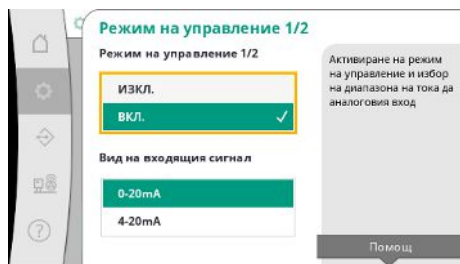 Режим на управление 1/2
Режим на управление 1/2
ИЗКЛ.
ВКЛ.
Вид на входящия сигнал
0-20mA
4-20mA
Активиране на режим
на управление и избор
на диапазона на тока да
аналоговия вход
Помощ